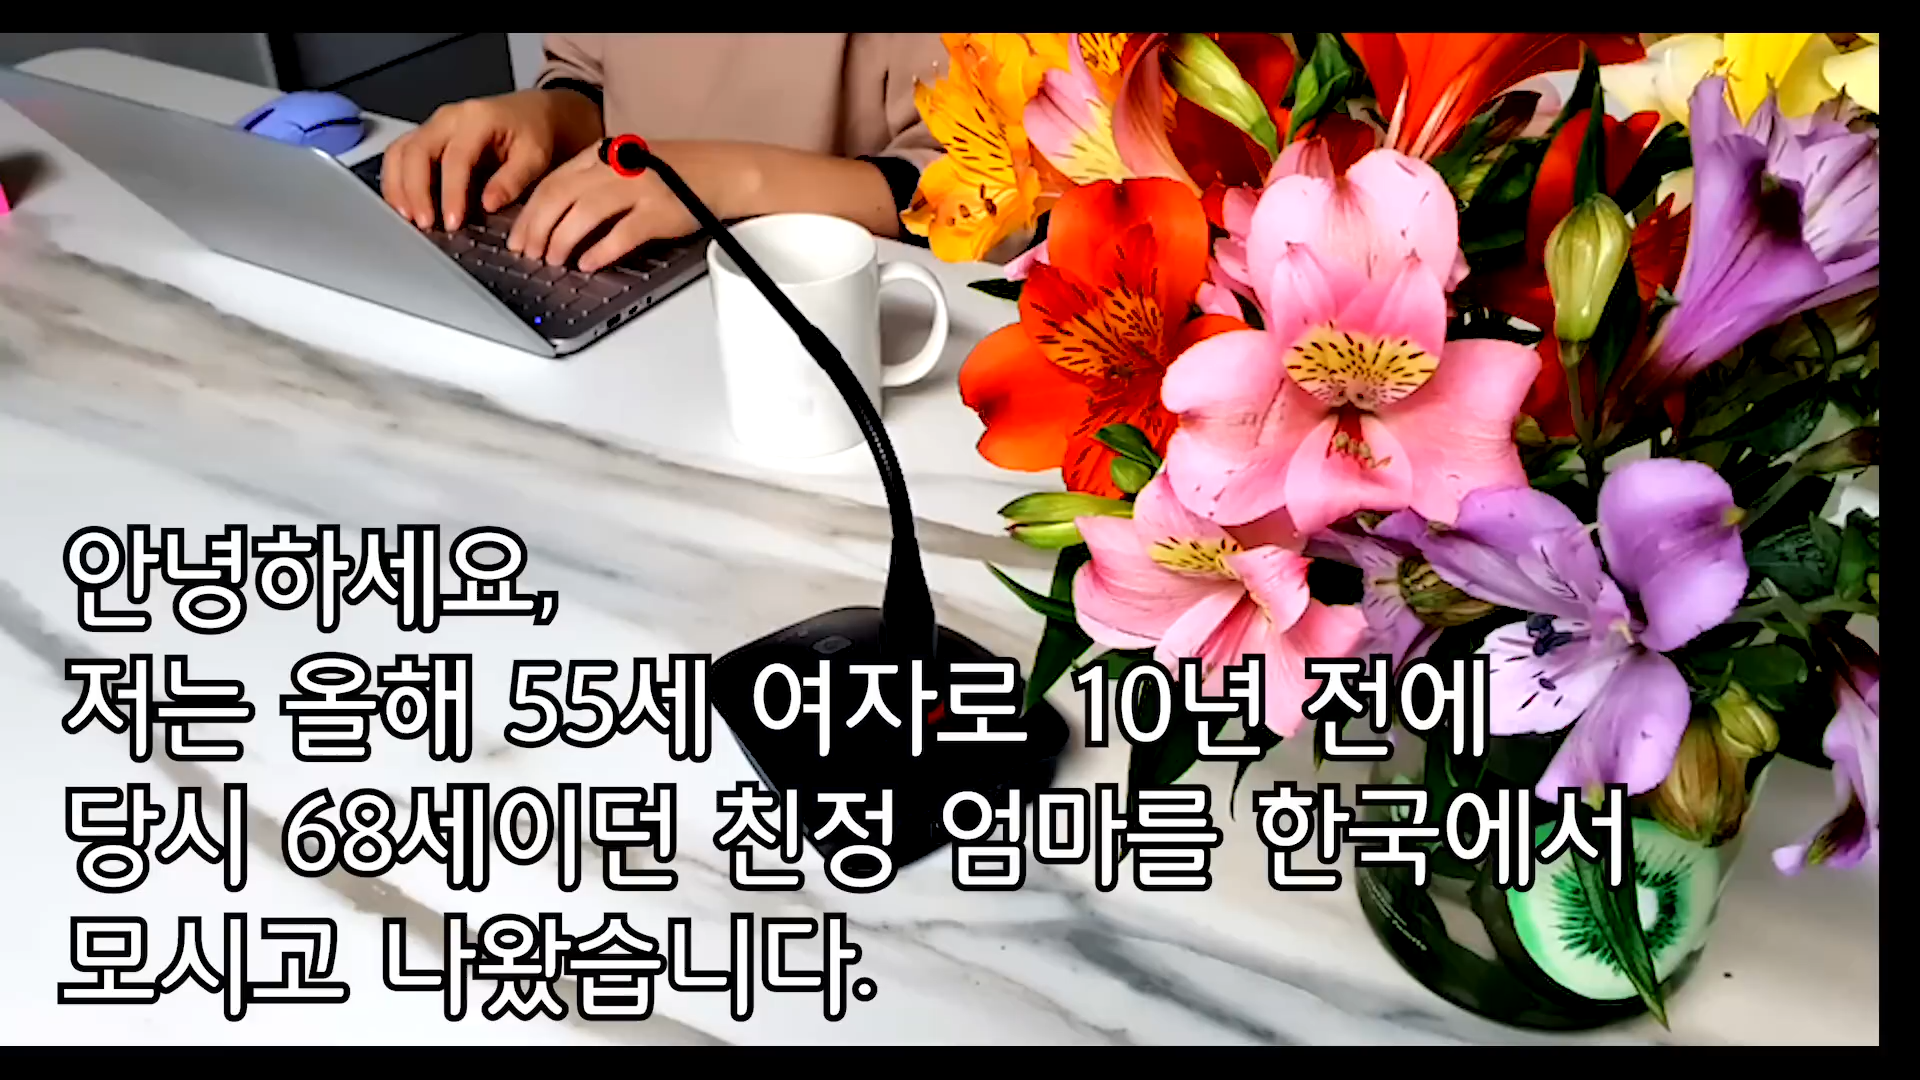 안녕하세요,
저는 올해 55세 여자로 10년 전에
당시 68세이던 친정 엄마를 한국에서
모시고 나왔습니다.